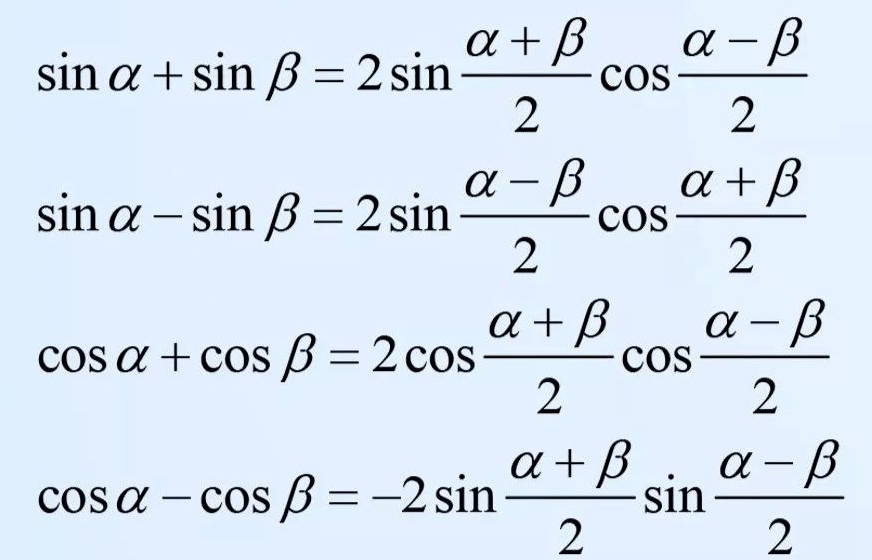 sin α + sin β = 2 sin (α + β)/2 cos (α − β)/2
sin α − sin β = 2 sin (α − β)/2 cos (α + β)/2
cos α + cos β = 2 cos (α + β)/2 cos (α − β)/2
cos α − cos β = −2 sin (α + β)/2 sin (α − β)/2